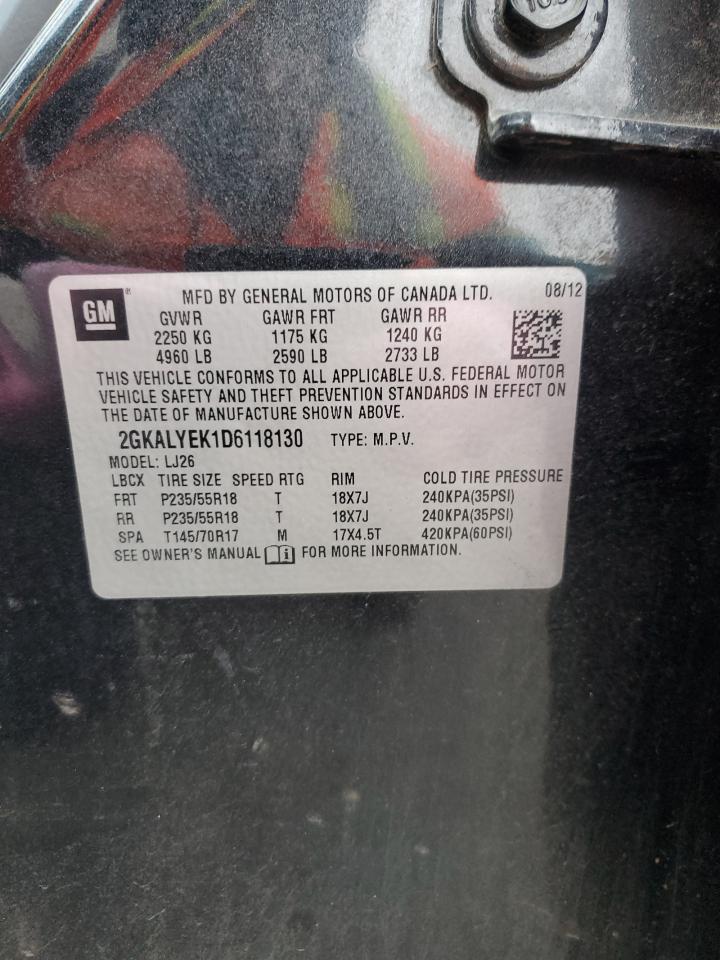 GM® MFD BY GENERAL MOTORS OF CANADA LTD. 08/12
GVWR GAWR FRT GAWR RR
2250 KG 1175 KG 1240 KG
4960 LB 2590 LB 2733 LB
THIS VEHICLE CONFORMS TO ALL APPLICABLE U.S. FEDERAL MOTOR
VEHICLE SAFETY AND THEFT PREVENTION STANDARDS IN EFFECT ON
THE DATE OF MANUFACTURE SHOWN ABOVE.
2GKALYEK1D6118130 TYPE: M.P.V.
MODEL: LJ26
LBCX TIRE SIZE SPEED RTG RIM COLD TIRE PRESSURE
FRT P235/55R18 T 18X7J 240KPA(35PSI)
RR P235/55R18 T 18X7J 240KPA(35PSI)
SPA T145/70R17 M 17X4.5T 420KPA(60PSI)
SEE OWNER'S MANUAL FOR MORE INFORMATION.